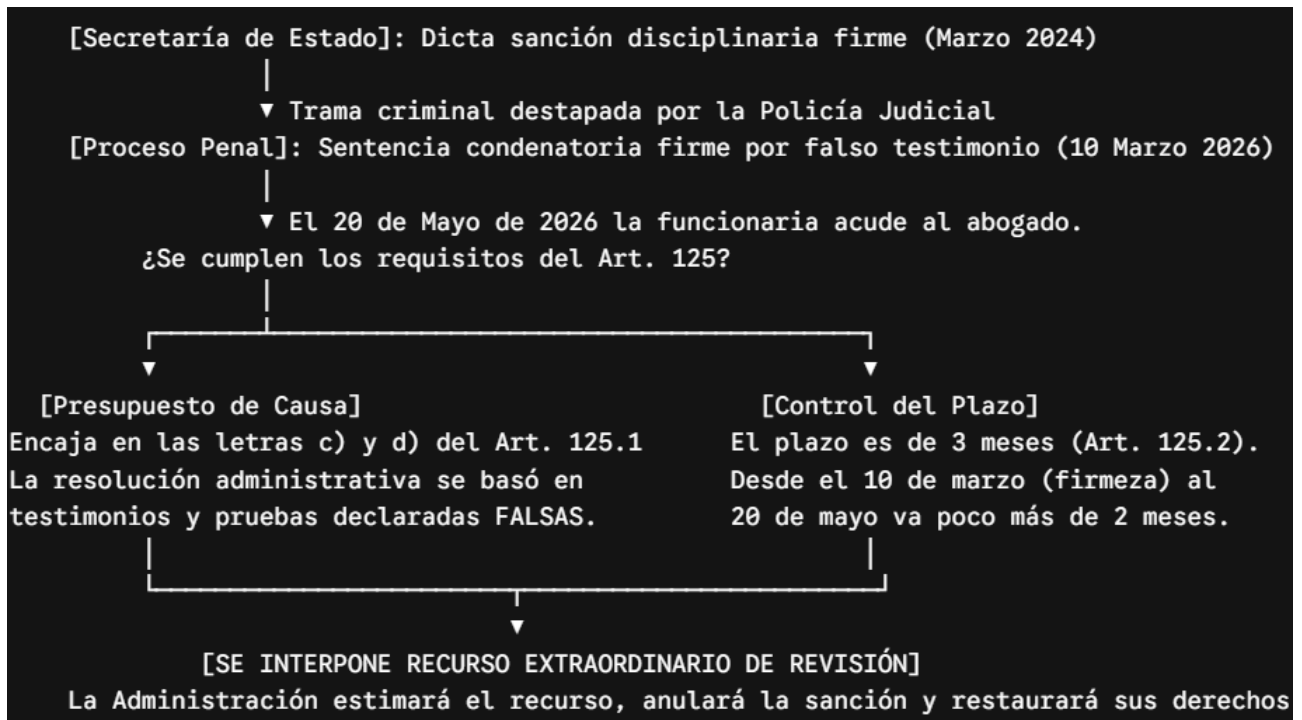 [Secretaría de Estado]: Dicta sanción disciplinaria firme (Marzo 2024)
▼ Trama criminal destapada por la Policía Judicial
[Proceso Penal]: Sentencia condenatoria firme por falso testimonio (10 Marzo 2026)
▼ El 20 de Mayo de 2026 la funcionaria acude al abogado.
¿Se cumplen los requisitos del Art. 125?
▼ ▼
[Presupuesto de Causa] [Control del Plazo]
Encaja en las letras c) y d) del Art. 125.1 El plazo es de 3 meses (Art. 125.2).
La resolución administrativa se basó en Desde el 10 de marzo (firmeza) al
testimonios y pruebas declaradas FALSAS. 20 de mayo va poco más de 2 meses.
▼
[SE INTERPONE RECURSO EXTRAORDINARIO DE REVISIÓN]
La Administración estimará el recurso, anulará la sanción y restaurará sus derechos